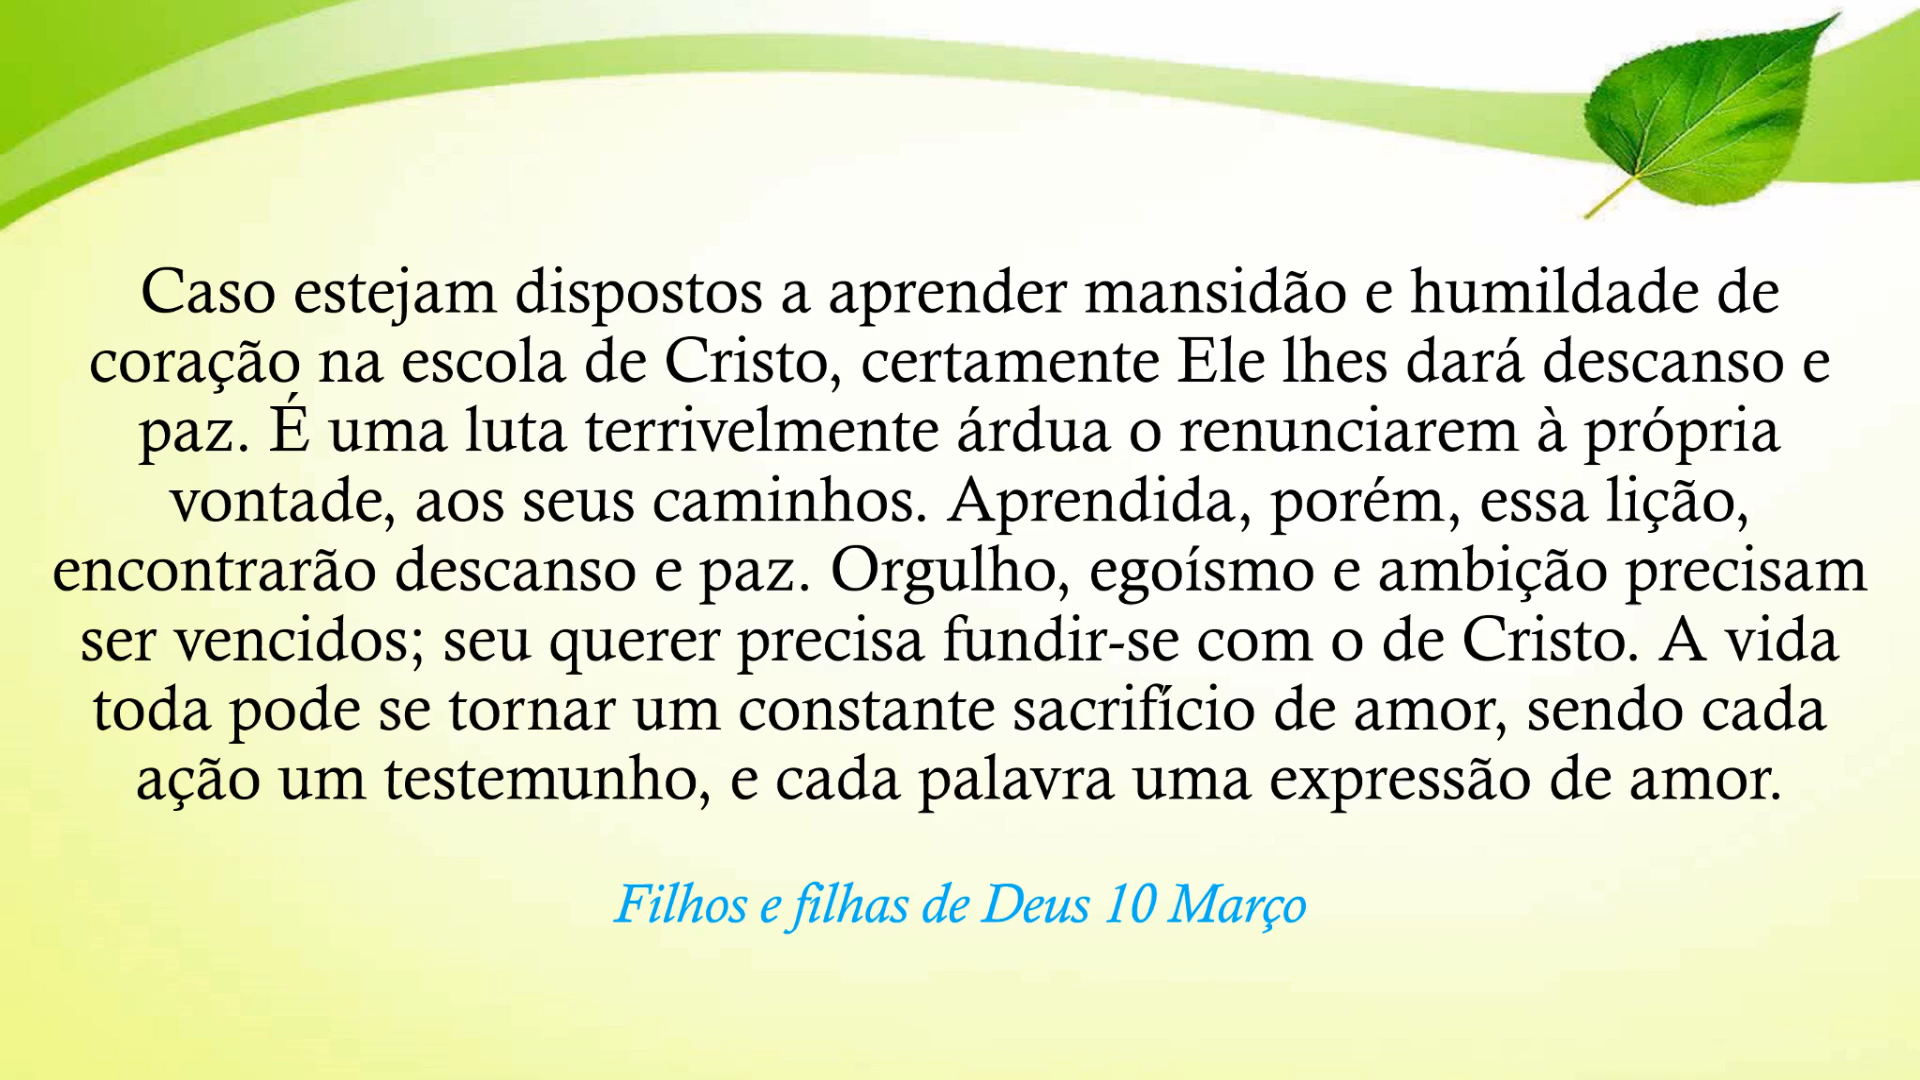 Caso estejam dispostos a aprender mansidão e humildade de
coração na escola de Cristo, certamente Ele lhes dará descanso e
paz. É uma luta terrivelmente árdua o renunciarem à própria
vontade, aos seus caminhos. Aprendida, porém, essa lição,
encontrarão descanso e paz. Orgulho, egoísmo e ambição precisam
ser vencidos; seu querer precisa fundir-se com o de Cristo. A vida
toda pode se tornar um constante sacrifício de amor, sendo cada
ação um testemunho, e cada palavra uma expressão de amor.
Filhos e filhas de Deus 10 Março